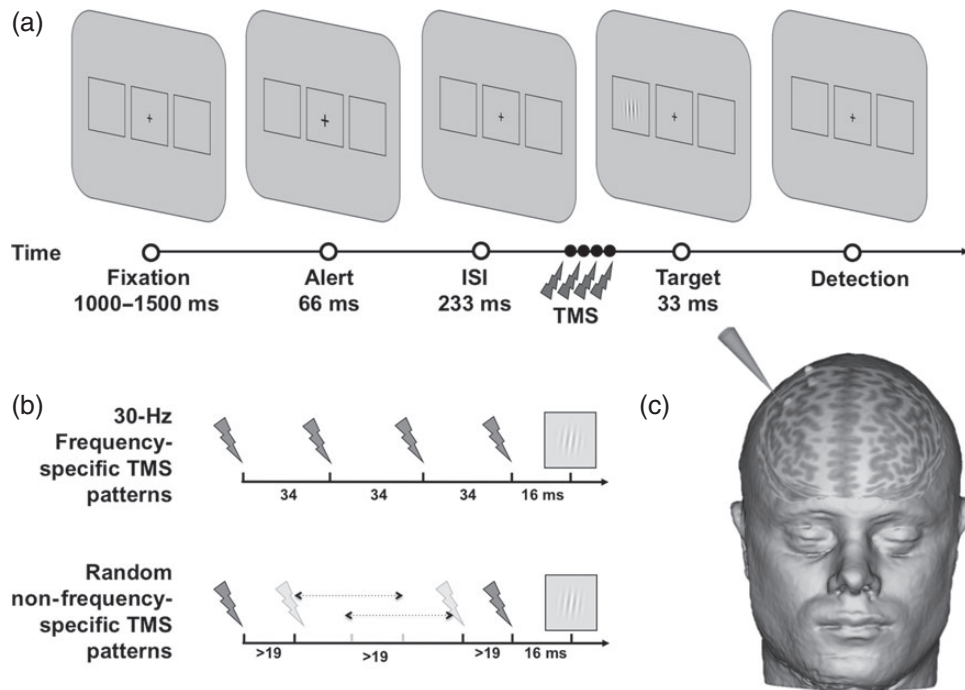 (a)
Time
Fixation
1000–1500 ms
Alert
66 ms
ISI
233 ms
TMS
Target
33 ms
Detection
(b)
30-Hz
Frequency-
specific TMS
patterns
34
34
34
16 ms
Random
non-frequency-
specific TMS
patterns
>19
>19
>19
16 ms
(c)